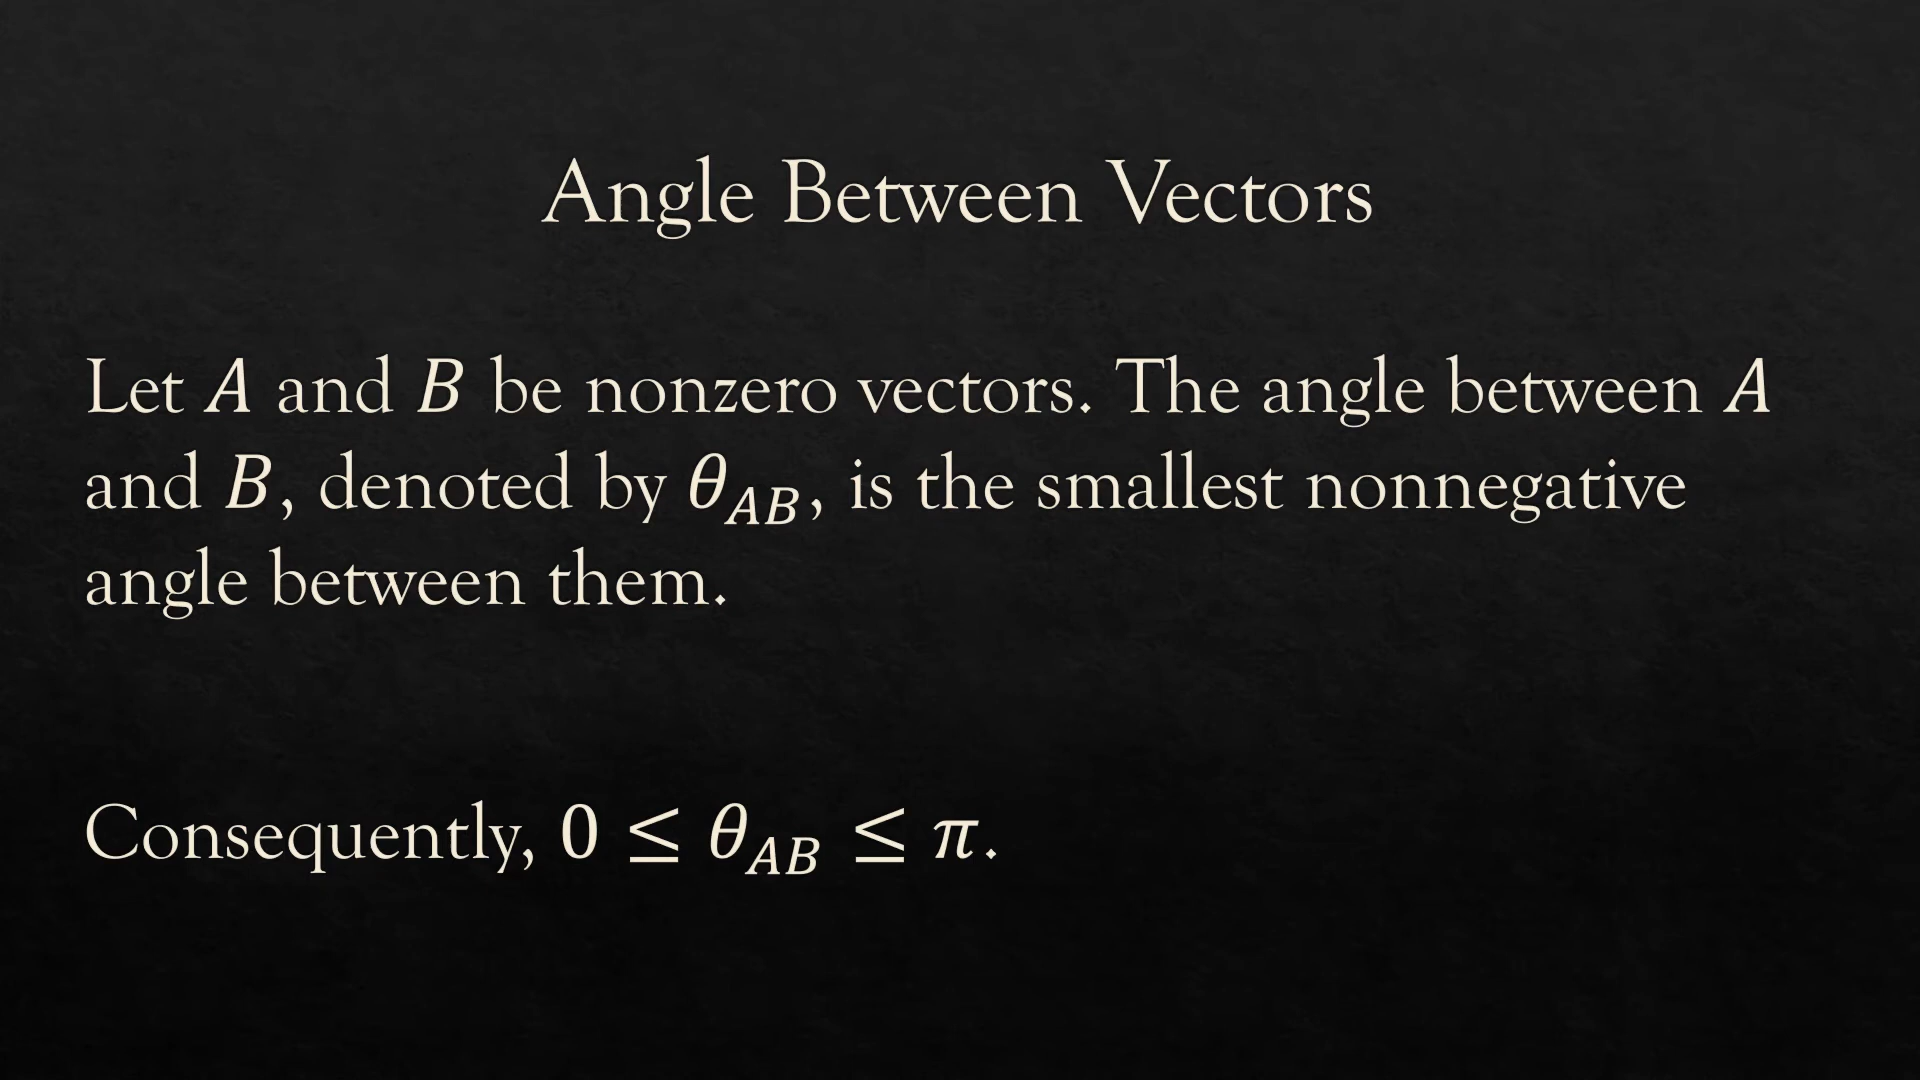 Angle Between Vectors
Let A and B be nonzero vectors. The angle between A
and B, denoted by θ_AB, is the smallest nonnegative
angle between them.
Consequently, 0 ≤ θ_AB ≤ π.